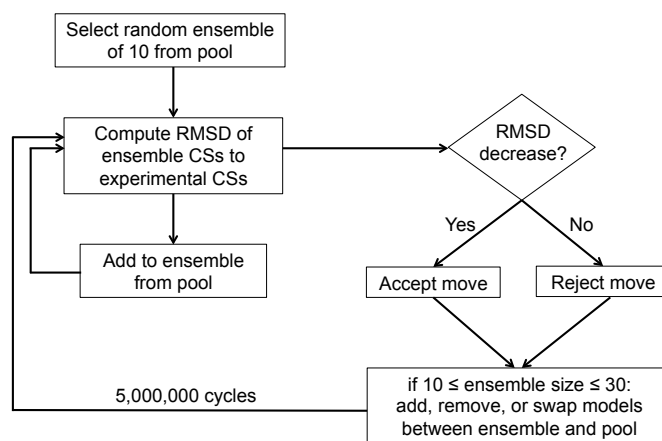 Select random ensemble
of 10 from pool
Compute RMSD of
ensemble CSs to
experimental CSs
RMSD
decrease?
Add to ensemble
from pool
Yes
No
Accept move
Reject move
5,000,000 cycles
if 10 ≤ ensemble size ≤ 30:
add, remove, or swap models
between ensemble and pool